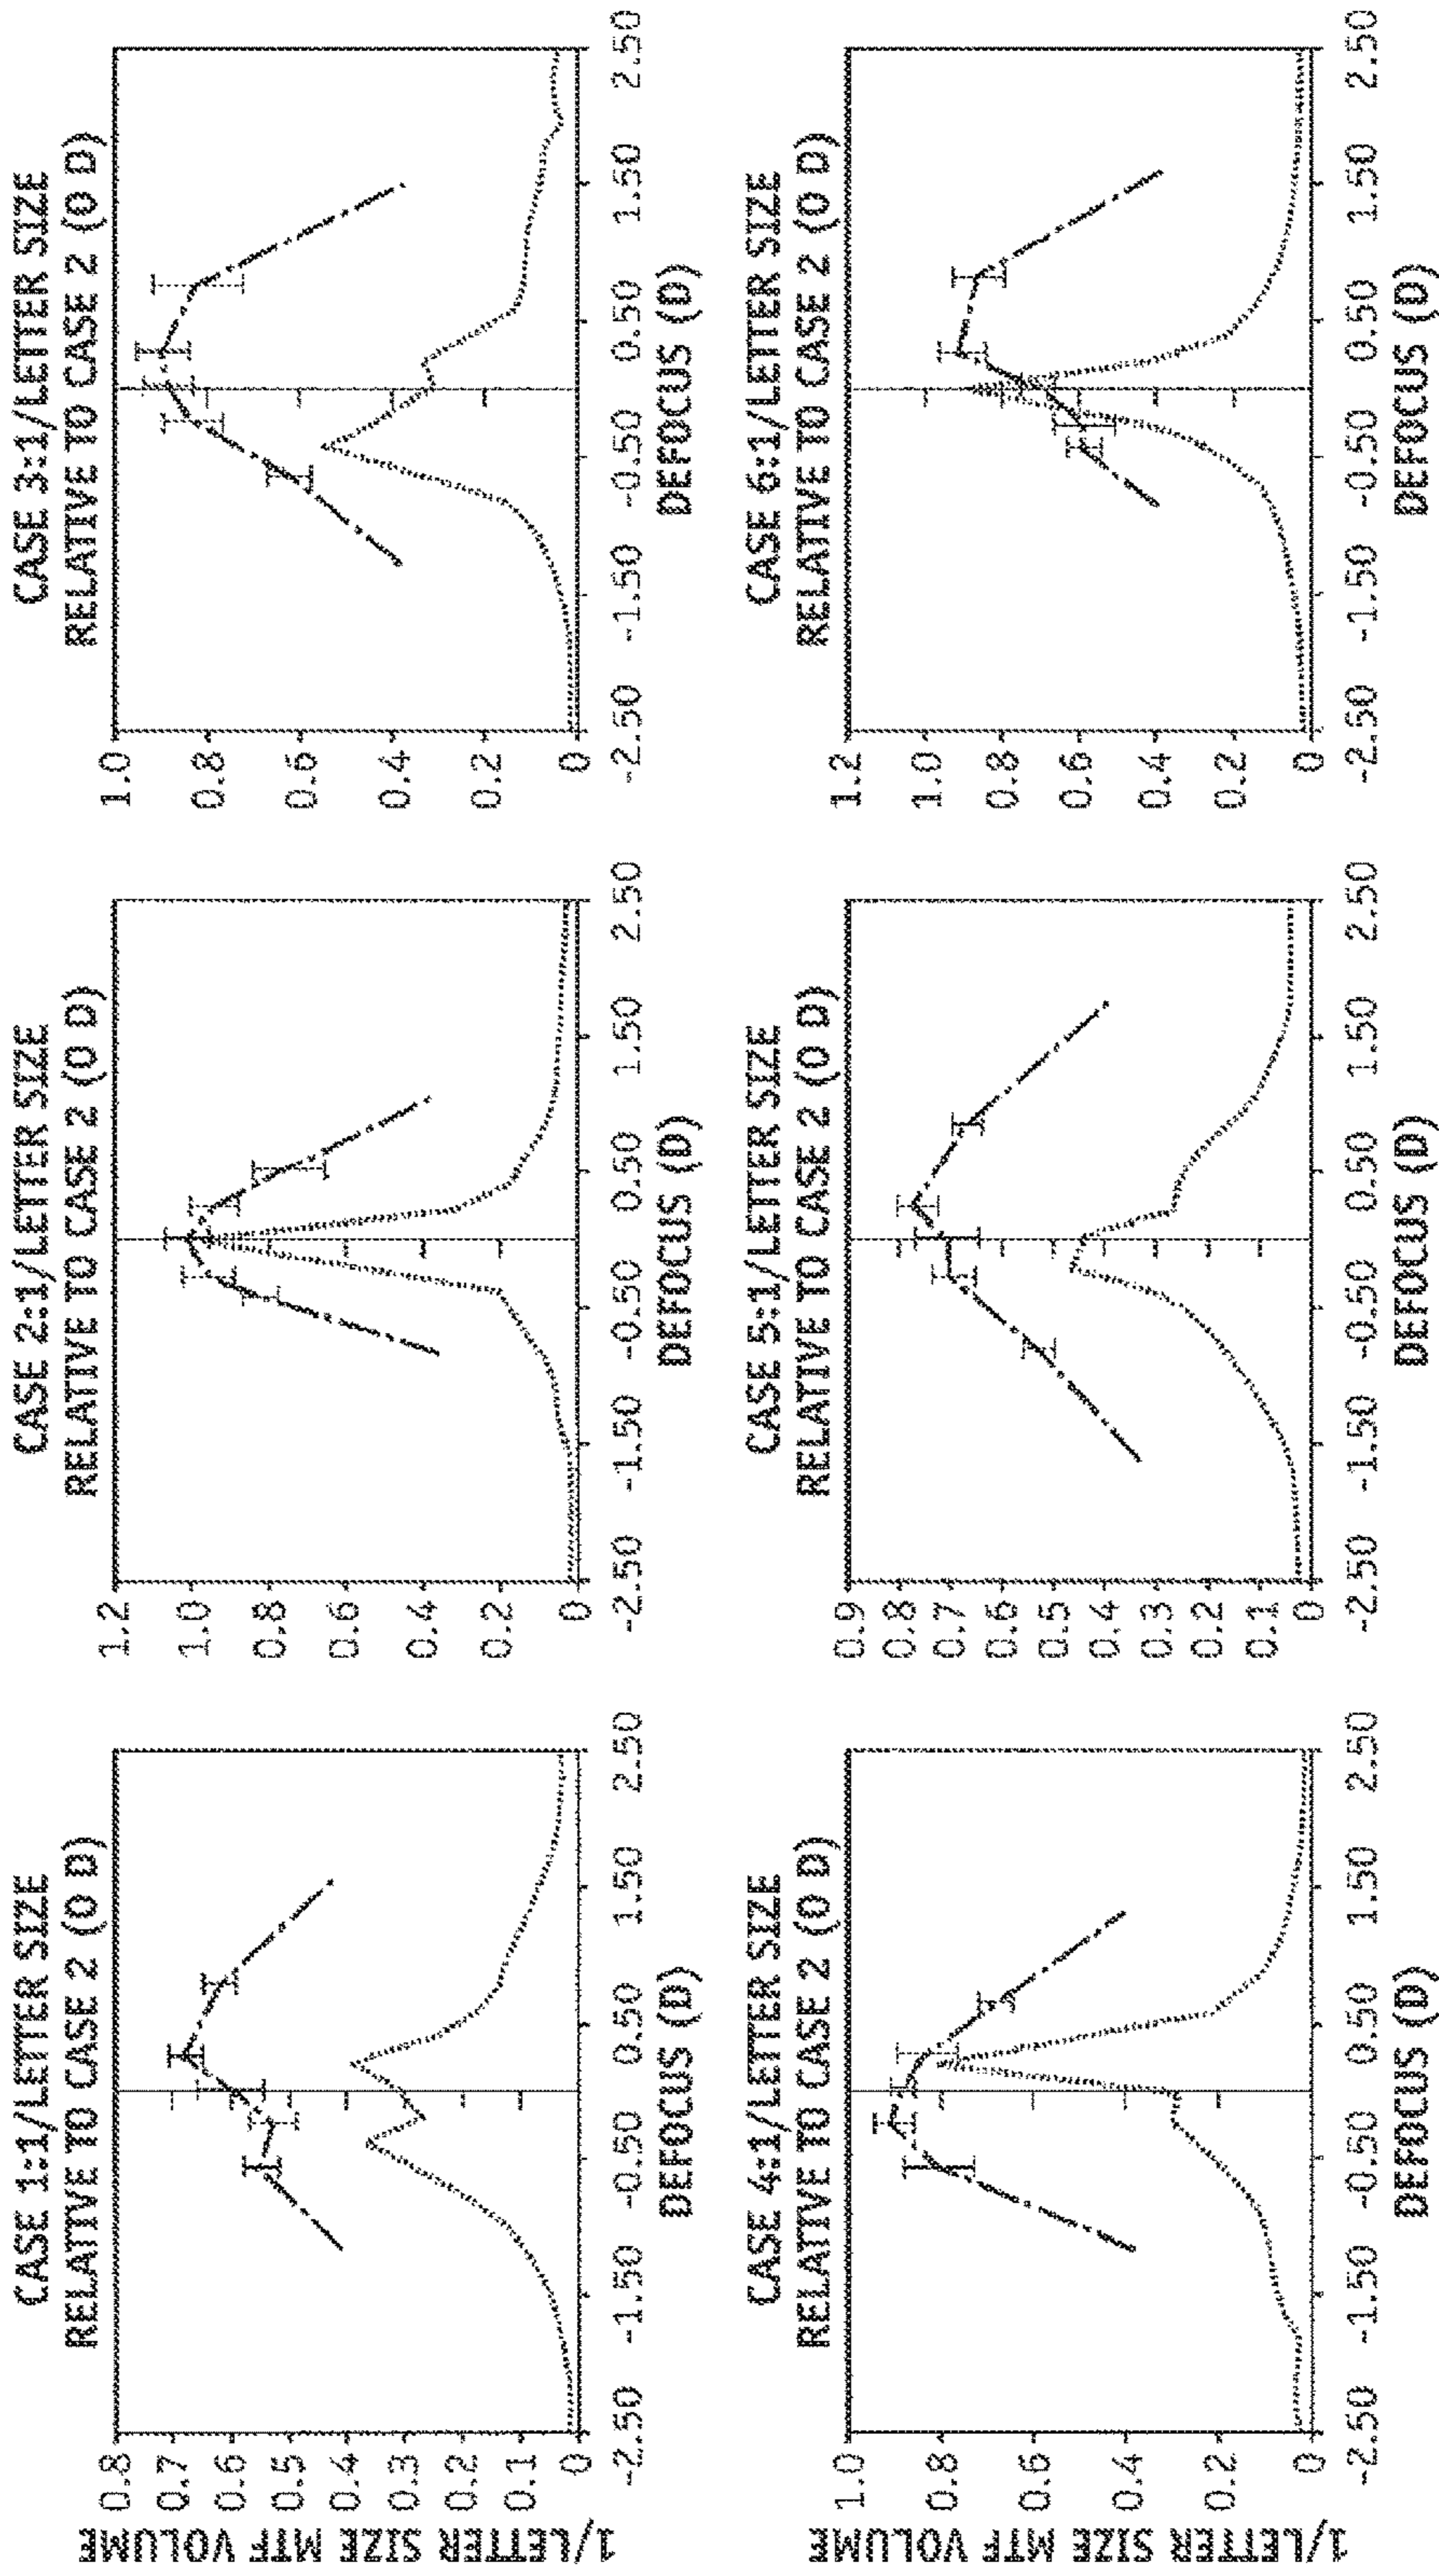 CASE 1:1/LETTER SIZE
RELATIVE TO CASE 2 (0 D)
0.8
0.7
0.6
0.5
0.4
0.3
0.2
0.1
0
1/LETTER SIZE MTF VOLUME
-2.50 -1.50 -0.50 0.50 1.50 2.50
DEFOCUS (D)
CASE 2:1/LETTER SIZE
RELATIVE TO CASE 2 (0 D)
1.2
1.0
0.8
0.6
0.4
0.2
0
-2.50 -1.50 -0.50 0.50 1.50 2.50
DEFOCUS (D)
CASE 3:1/LETTER SIZE
RELATIVE TO CASE 2 (0 D)
1.0
0.8
0.6
0.4
0.2
0
-2.50 -1.50 -0.50 0.50 1.50 2.50
DEFOCUS (D)
CASE 4:1/LETTER SIZE
RELATIVE TO CASE 2 (0 D)
1.0
0.8
0.6
0.4
0.2
0
1/LETTER SIZE MTF VOLUME
-2.50 -1.50 -0.50 0.50 1.50 2.50
DEFOCUS (D)
CASE 5:1/LETTER SIZE
RELATIVE TO CASE 2 (0 D)
0.9
0.8
0.7
0.6
0.5
0.4
0.3
0.2
0.1
0
-2.50 -1.50 -0.50 0.50 1.50 2.50
DEFOCUS (D)
CASE 6:1/LETTER SIZE
RELATIVE TO CASE 2 (0 D)
1.2
1.0
0.8
0.6
0.4
0.2
0
-2.50 -1.50 -0.50 0.50 1.50 2.50
DEFOCUS (D)